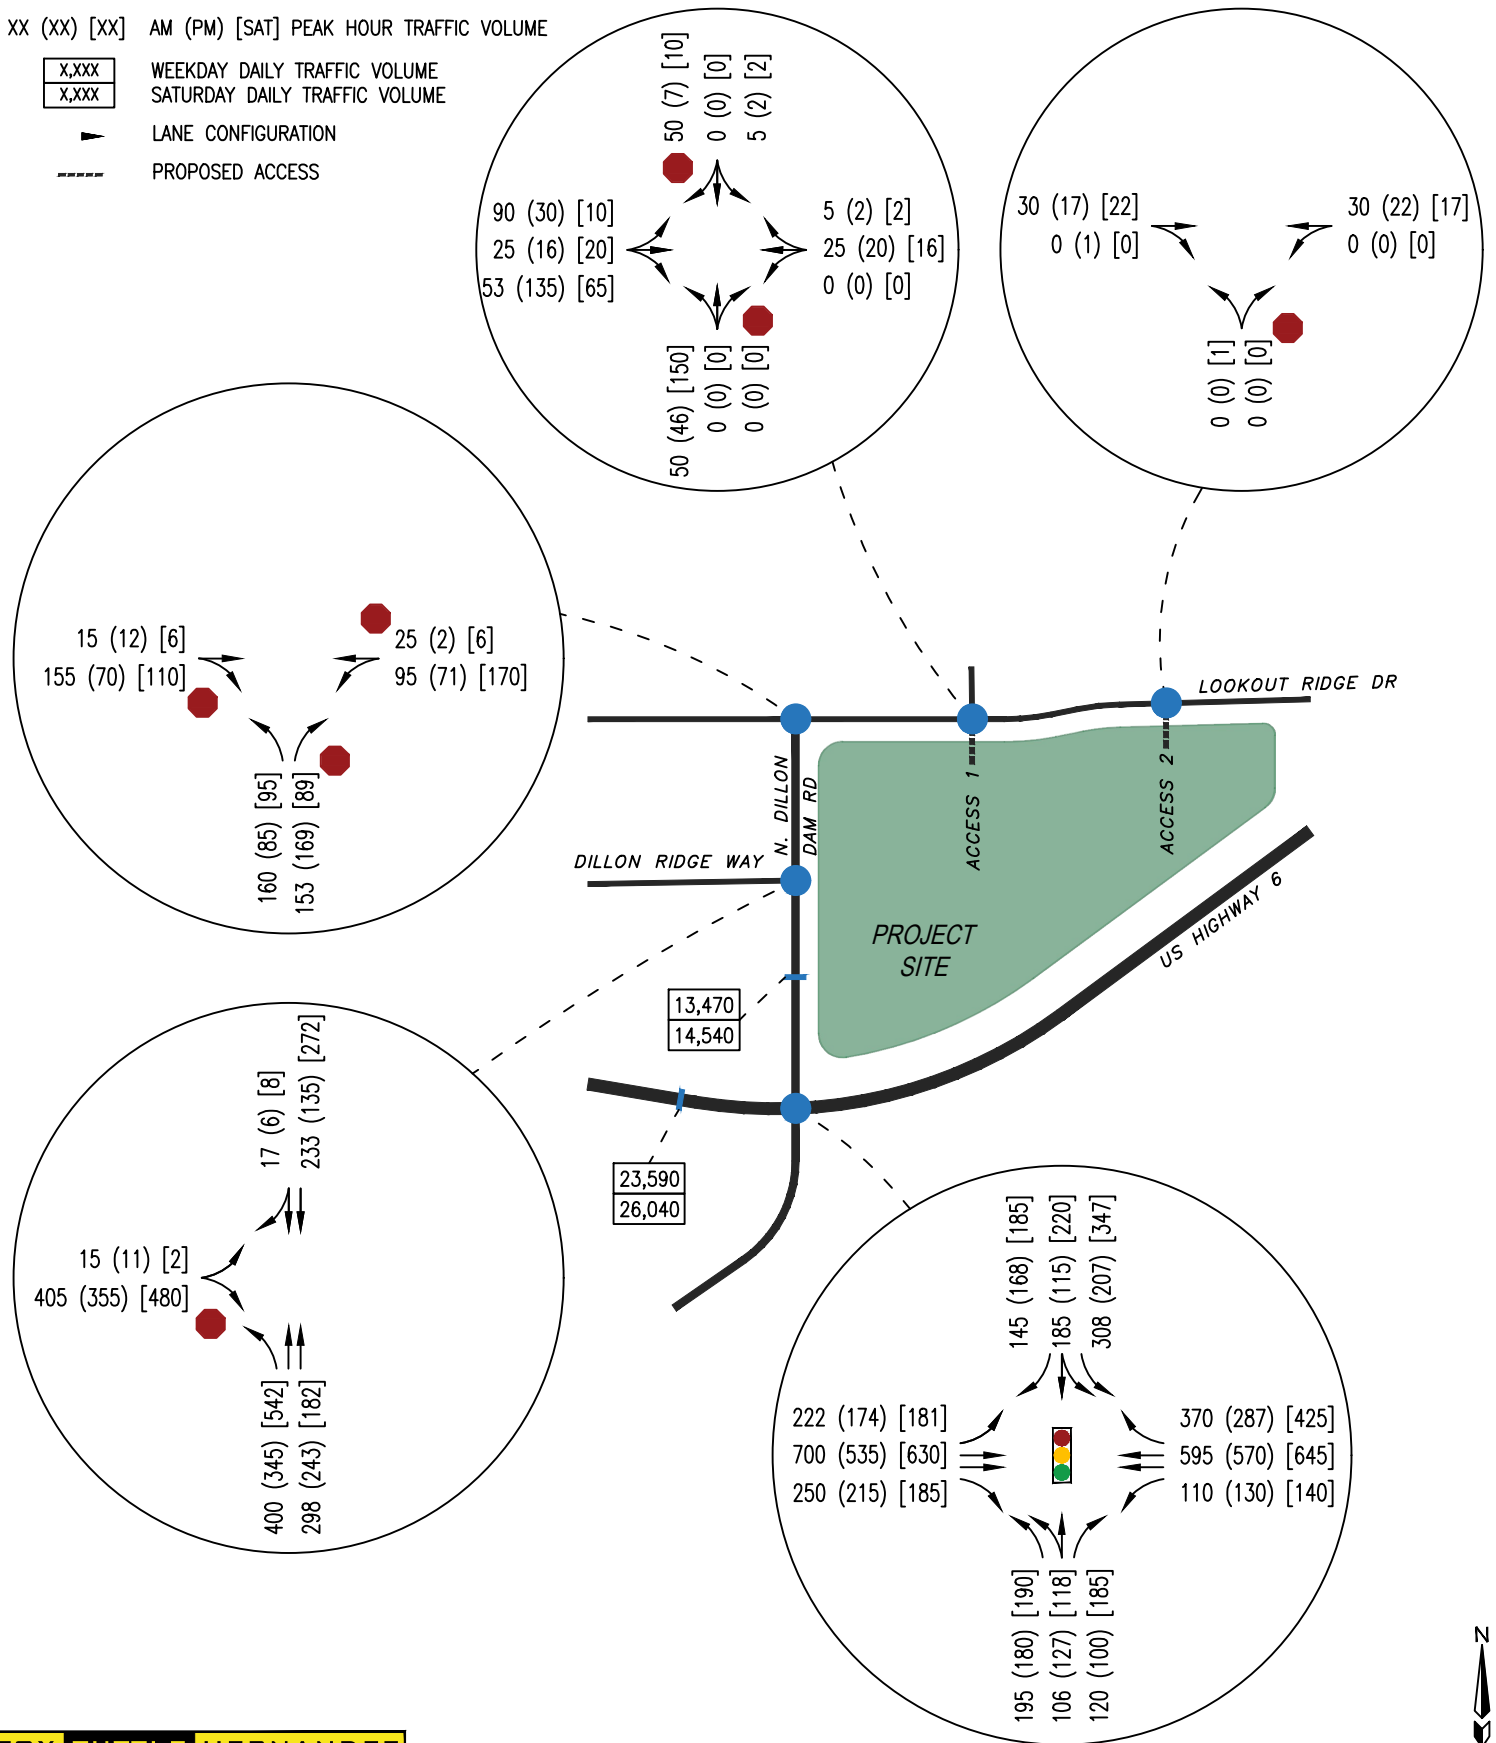 XX (XX) [XX] AM (PM) [SAT] PEAK HOUR TRAFFIC VOLUME
X,XXX WEEKDAY DAILY TRAFFIC VOLUME
X,XXX SATURDAY DAILY TRAFFIC VOLUME
LANE CONFIGURATION
PROPOSED ACCESS
50 (7) [10]
0 (0) [0]
5 (2) [2]
90 (30) [10]
25 (16) [20]
53 (135) [65]
5 (2) [2]
25 (20) [16]
0 (0) [0]
50 (46) [150]
0 (0) [0]
0 (0) [0]
30 (17) [22]
0 (1) [0]
30 (22) [17]
0 (0) [0]
0 (0) [1]
0 (0) [0]
15 (12) [6]
155 (70) [110]
25 (2) [6]
95 (71) [170]
160 (85) [95]
153 (169) [89]
LOOKOUT RIDGE DR
N. DILLON
DAM RD
ACCESS 1
ACCESS 2
DILLON RIDGE WAY
PROJECT
SITE
US HIGHWAY 6
13,470
14,540
23,590
26,040
17 (6) [8]
233 (135) [272]
15 (11) [2]
405 (355) [480]
400 (345) [542]
298 (243) [182]
145 (168) [185]
185 (115) [220]
308 (207) [347]
222 (174) [181]
700 (535) [630]
250 (215) [185]
370 (287) [425]
595 (570) [645]
110 (130) [140]
195 (180) [190]
106 (127) [118]
120 (100) [185]
N